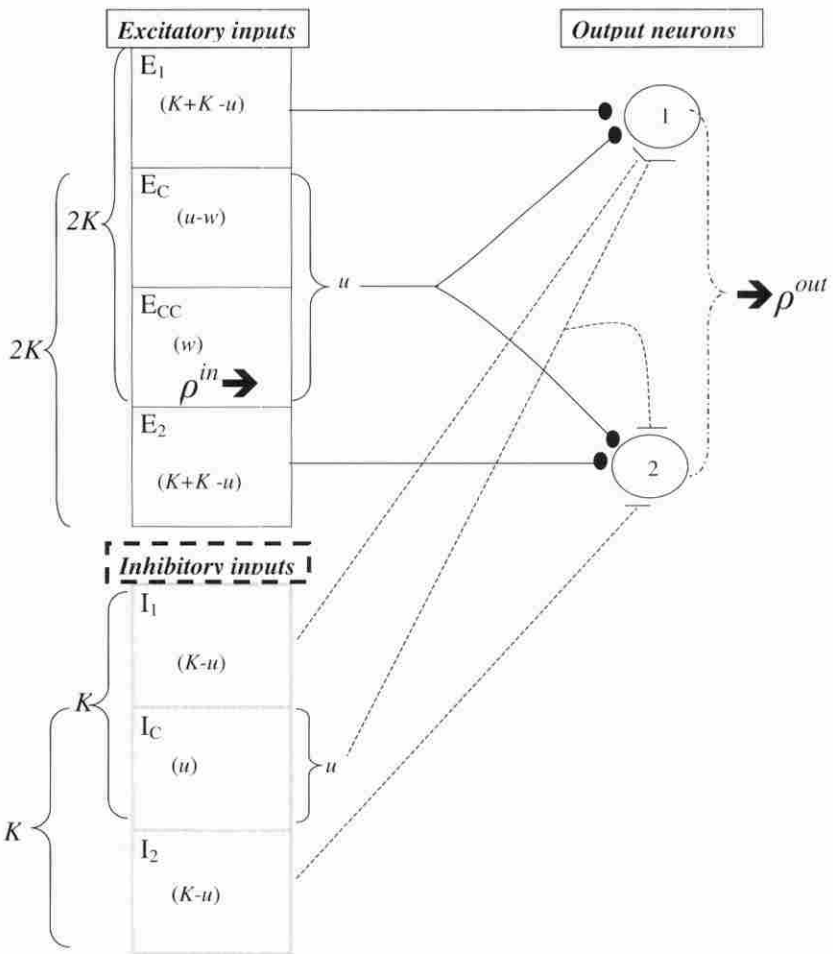 Excitatory inputs
Output neurons
E1
(K+K -u)
EC
(u-w)
ECC
(w)
ρin ➔
E2
(K+K -u)
2K
2K
u
1
2
➔ρout
Inhibitory inputs
I1
(K-u)
IC
(u)
I2
(K-u)
K
K
u